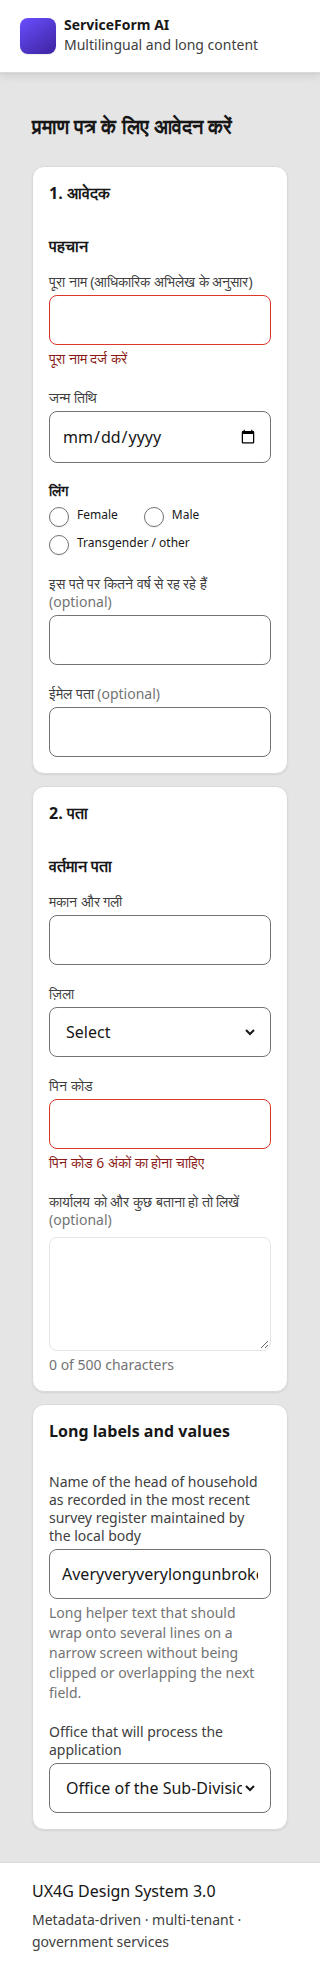 ServiceForm AI
Multilingual and long content
प्रमाण पत्र के लिए आवेदन करें
1. आवेदक
पहचान
पूरा नाम (आधिकारिक अभिलेख के अनुसार)
पूरा नाम दर्ज करें
जन्म तिथि
mm/dd/yyyy
लिंग
Female
Male
Transgender / other
इस पते पर कितने वर्ष से रह रहे हैं
(optional)
ईमेल पता (optional)
2. पता
वर्तमान पता
मकान और गली
ज़िला
Select
पिन कोड
पिन कोड 6 अंकों का होना चाहिए
कार्यालय को और कुछ बताना हो तो लिखें
(optional)
0 of 500 characters
Long labels and values
Name of the head of household
as recorded in the most recent
survey register maintained by
the local body
Averyveryverylongunbroke
Long helper text that should
wrap onto several lines on a
narrow screen without being
clipped or overlapping the next
field.
Office that will process the
application
Office of the Sub-Divisic
UX4G Design System 3.0
Metadata-driven · multi-tenant ·
government services